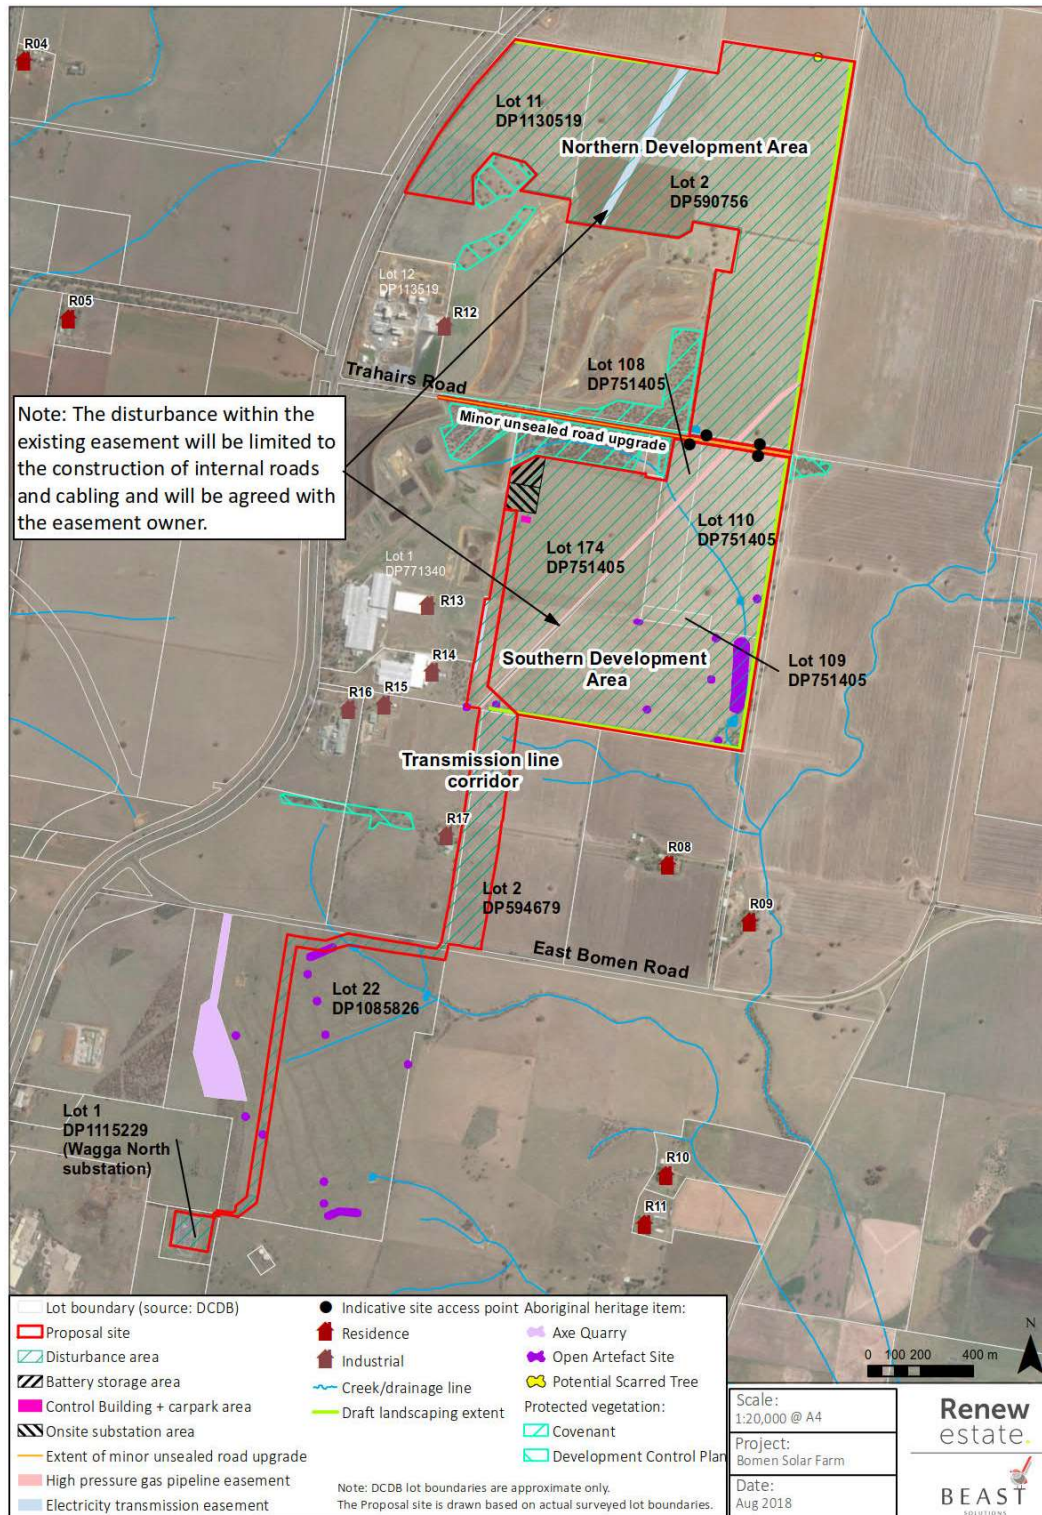 R04
Lot 11
DP1130519
Northern Development Area
Lot 2
DP590756
Lot 12
DP113519
R05
R12
Trahairs Road
Lot 108
DP751405
Minor unsealed road upgrade
Note: The disturbance within the
existing easement will be limited to
the construction of internal roads
and cabling and will be agreed with
the easement owner.
Lot 110
DP751405
Lot 174
DP751405
Lot 1
DP771340
R13
R14
Southern Development
Area
Lot 109
DP751405
R16
R15
Transmission line
corridor
R17
R08
Lot 2
DP594679
R09
East Bomen Road
Lot 22
DP1085826
Lot 1
DP1115229
(Wagga North
substation)
R10
R11
Lot boundary (source: DCDB)
Proposal site
Disturbance area
Battery storage area
Control Building + carpark area
Onsite substation area
Extent of minor unsealed road upgrade
High pressure gas pipeline easement
Electricity transmission easement
Indicative site access point
Residence
Industrial
Creek/drainage line
Draft landscaping extent
Aboriginal heritage item:
Axe Quarry
Open Artefact Site
Potential Scarred Tree
Protected vegetation:
Covenant
Development Control Plan
Note: DCDB lot boundaries are approximate only.
The Proposal site is drawn based on actual surveyed lot boundaries.
N
0 100 200 400 m
Scale:
1:20,000 @ A4
Project:
Bomen Solar Farm
Date:
Aug 2018
Renew
estate.
BEAST
SOLUTIONS